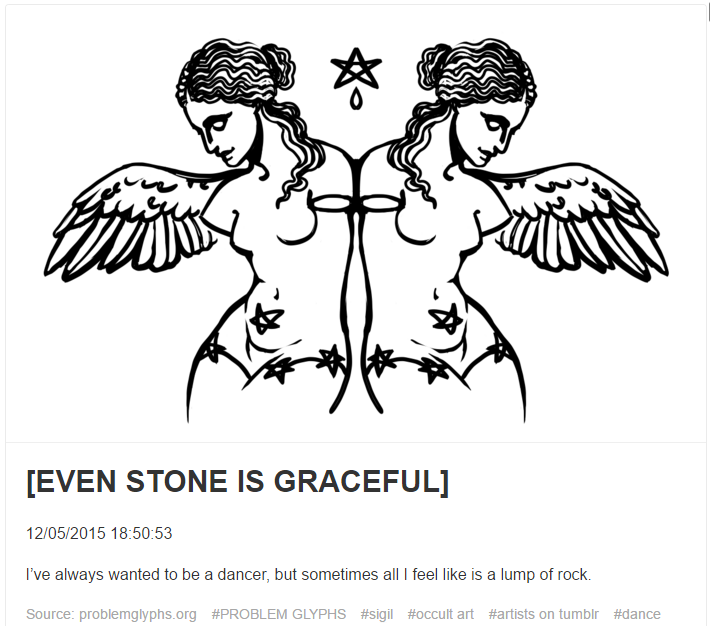 [EVEN STONE IS GRACEFUL]
12/05/2015 18:50:53
I’ve always wanted to be a dancer, but sometimes all I feel like is a lump of rock.
Source: problemglyphs.org #PROBLEM GLYPHS #sigil #occult art #artists on tumblr #dance